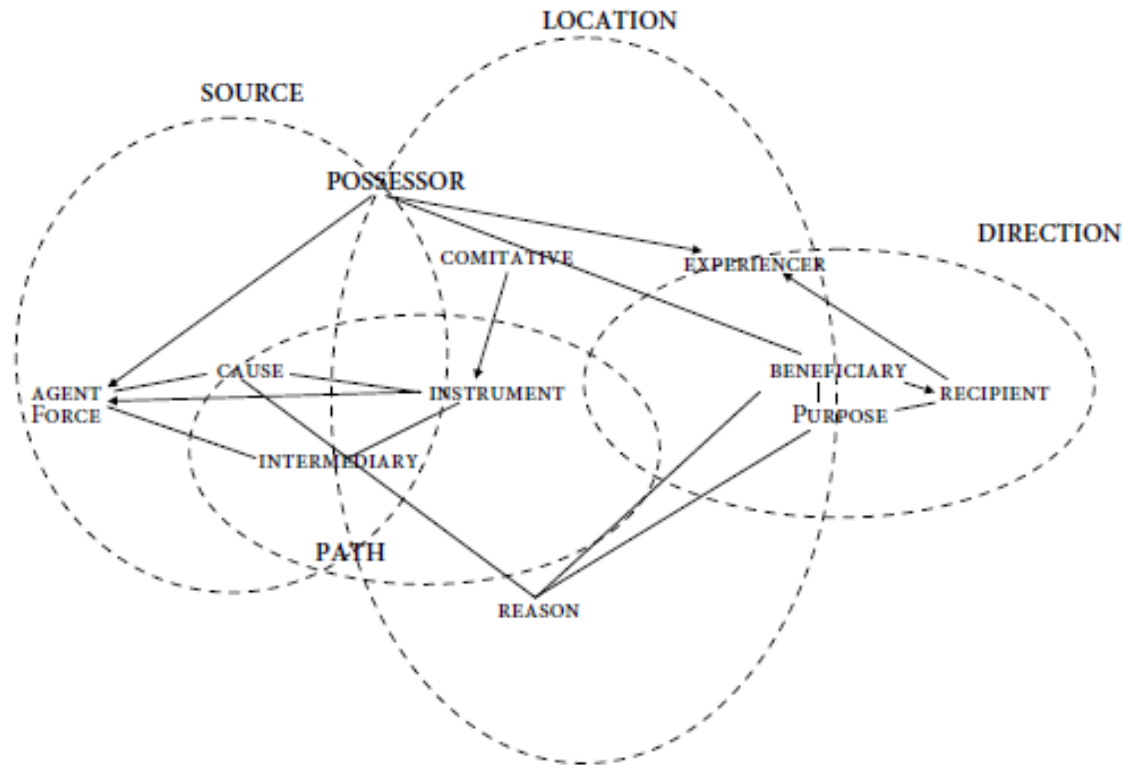 LOCATION
SOURCE
POSSESSOR
DIRECTION
COMITATIVE
EXPERIENCER
CAUSE
BENEFICIARY
AGENT
INSTRUMENT
RECIPIENT
FORCE
PURPOSE
INTERMEDIARY
PATH
REASON